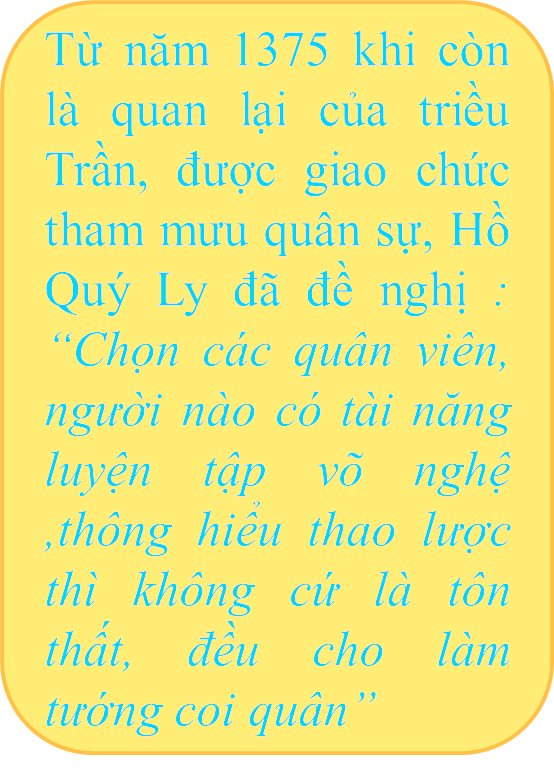 Từ năm 1375 khi còn
là quan lại của triều
Trần, được giao chức
tham mưu quân sự, Hồ
Quý Ly đã đề nghị :
“Chọn các quân viên,
người nào có tài năng
luyện tập võ nghệ
,thông hiểu thao lược
thì không cứ là tôn
thất, đều cho làm
tướng coi quân”